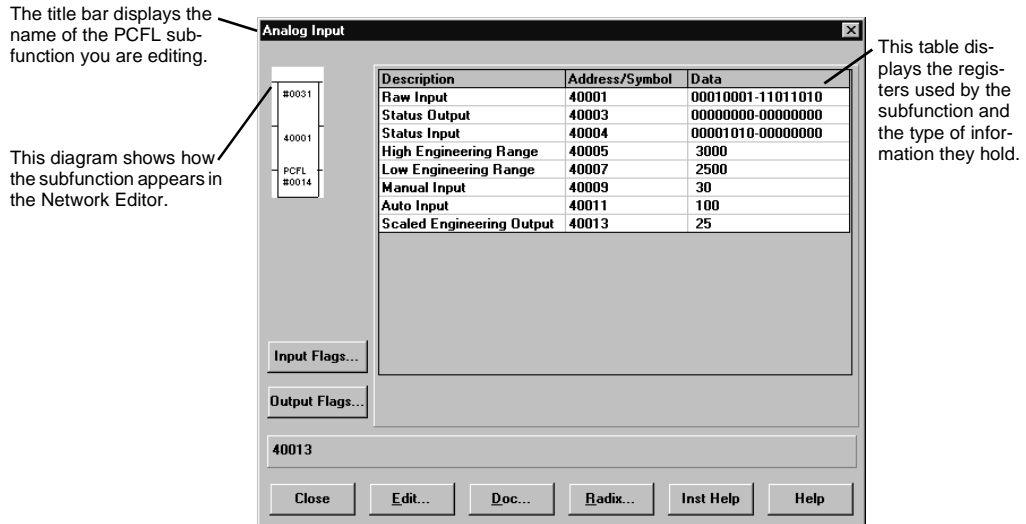 The title bar displays the
name of the PCFL sub-
function you are editing.
This diagram shows how
the subfunction appears in
the Network Editor.
Analog Input
#0031
40001
PCFL
#0014
Description Address/Symbol Data
Raw Input 40001 00010001-11011010
Status Output 40003 00000000-00000000
Status Input 40004 00001010-00000000
High Engineering Range 40005 3000
Low Engineering Range 40007 2500
Manual Input 40009 30
Auto Input 40011 100
Scaled Engineering Output 40013 25
This table dis-
plays the regis-
ters used by the
subfunction and
the type of infor-
mation they hold.
Input Flags...
Output Flags...
40013
Close Edit... Doc... Radix... Inst Help Help